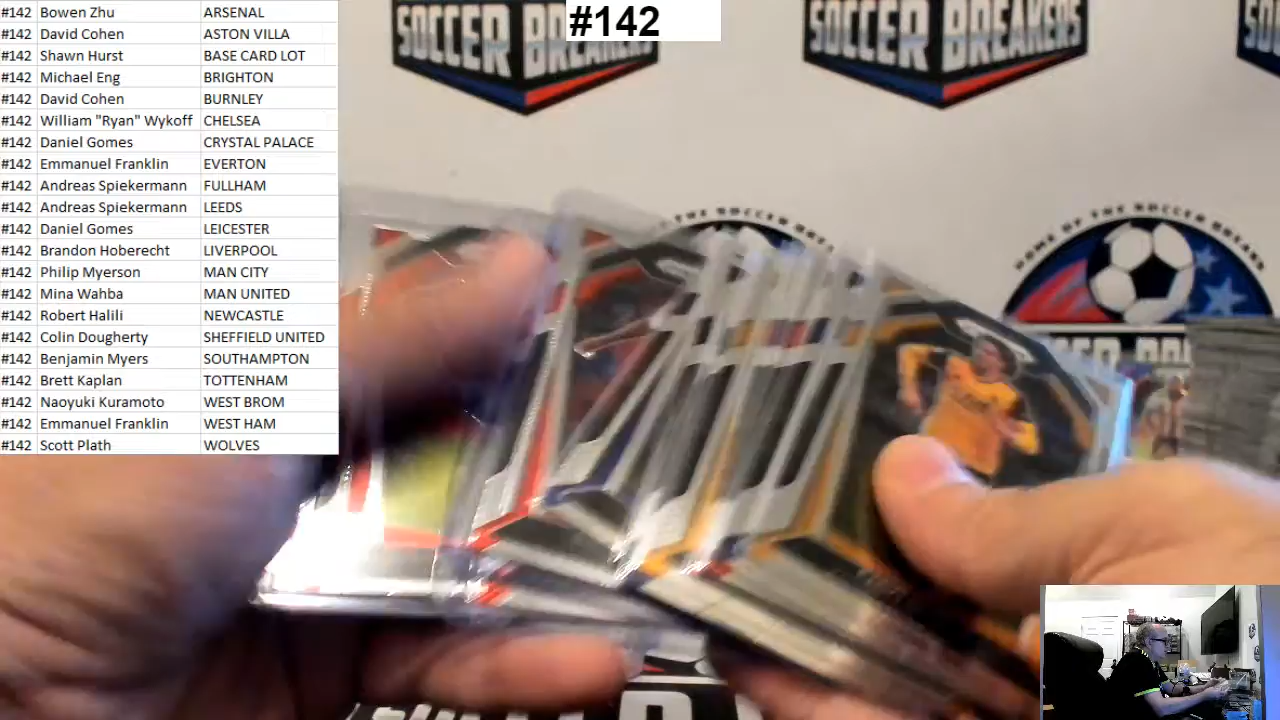 #142 Bowen Zhu ARSENAL
#142 David Cohen ASTON VILLA
#142 Shawn Hurst BASE CARD LOT
#142 Michael Eng BRIGHTON
#142 David Cohen BURNLEY
#142 William "Ryan" Wykoff CHELSEA
#142 Daniel Gomes CRYSTAL PALACE
#142 Emmanuel Franklin EVERTON
#142 Andreas Spiekermann FULLHAM
#142 Andreas Spiekermann LEEDS
#142 Daniel Gomes LEICESTER
#142 Brandon Hoberecht LIVERPOOL
#142 Philip Myerson MAN CITY
#142 Mina Wahba MAN UNITED
#142 Robert Halili NEWCASTLE
#142 Colin Dougherty SHEFFIELD UNITED
#142 Benjamin Myers SOUTHAMPTON
#142 Brett Kaplan TOTTENHAM
#142 Naoyuki Kuramoto WEST BROM
#142 Emmanuel Franklin WEST HAM
#142 Scott Plath WOLVES
#142
SOCCER BREAKERS
SOCCER BREAKERS
HOME OF THE SOCCER BREAKS